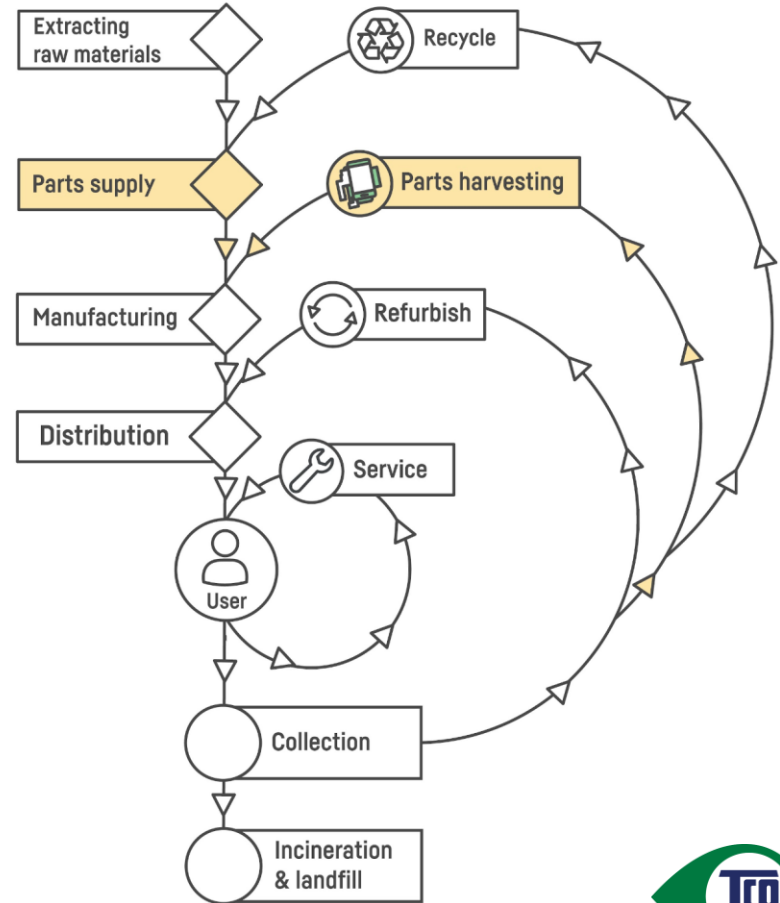 Extracting
raw materials
Recycle
Parts supply
Parts harvesting
Manufacturing
Refurbish
Distribution
Service
User
Collection
Incineration
& landfill